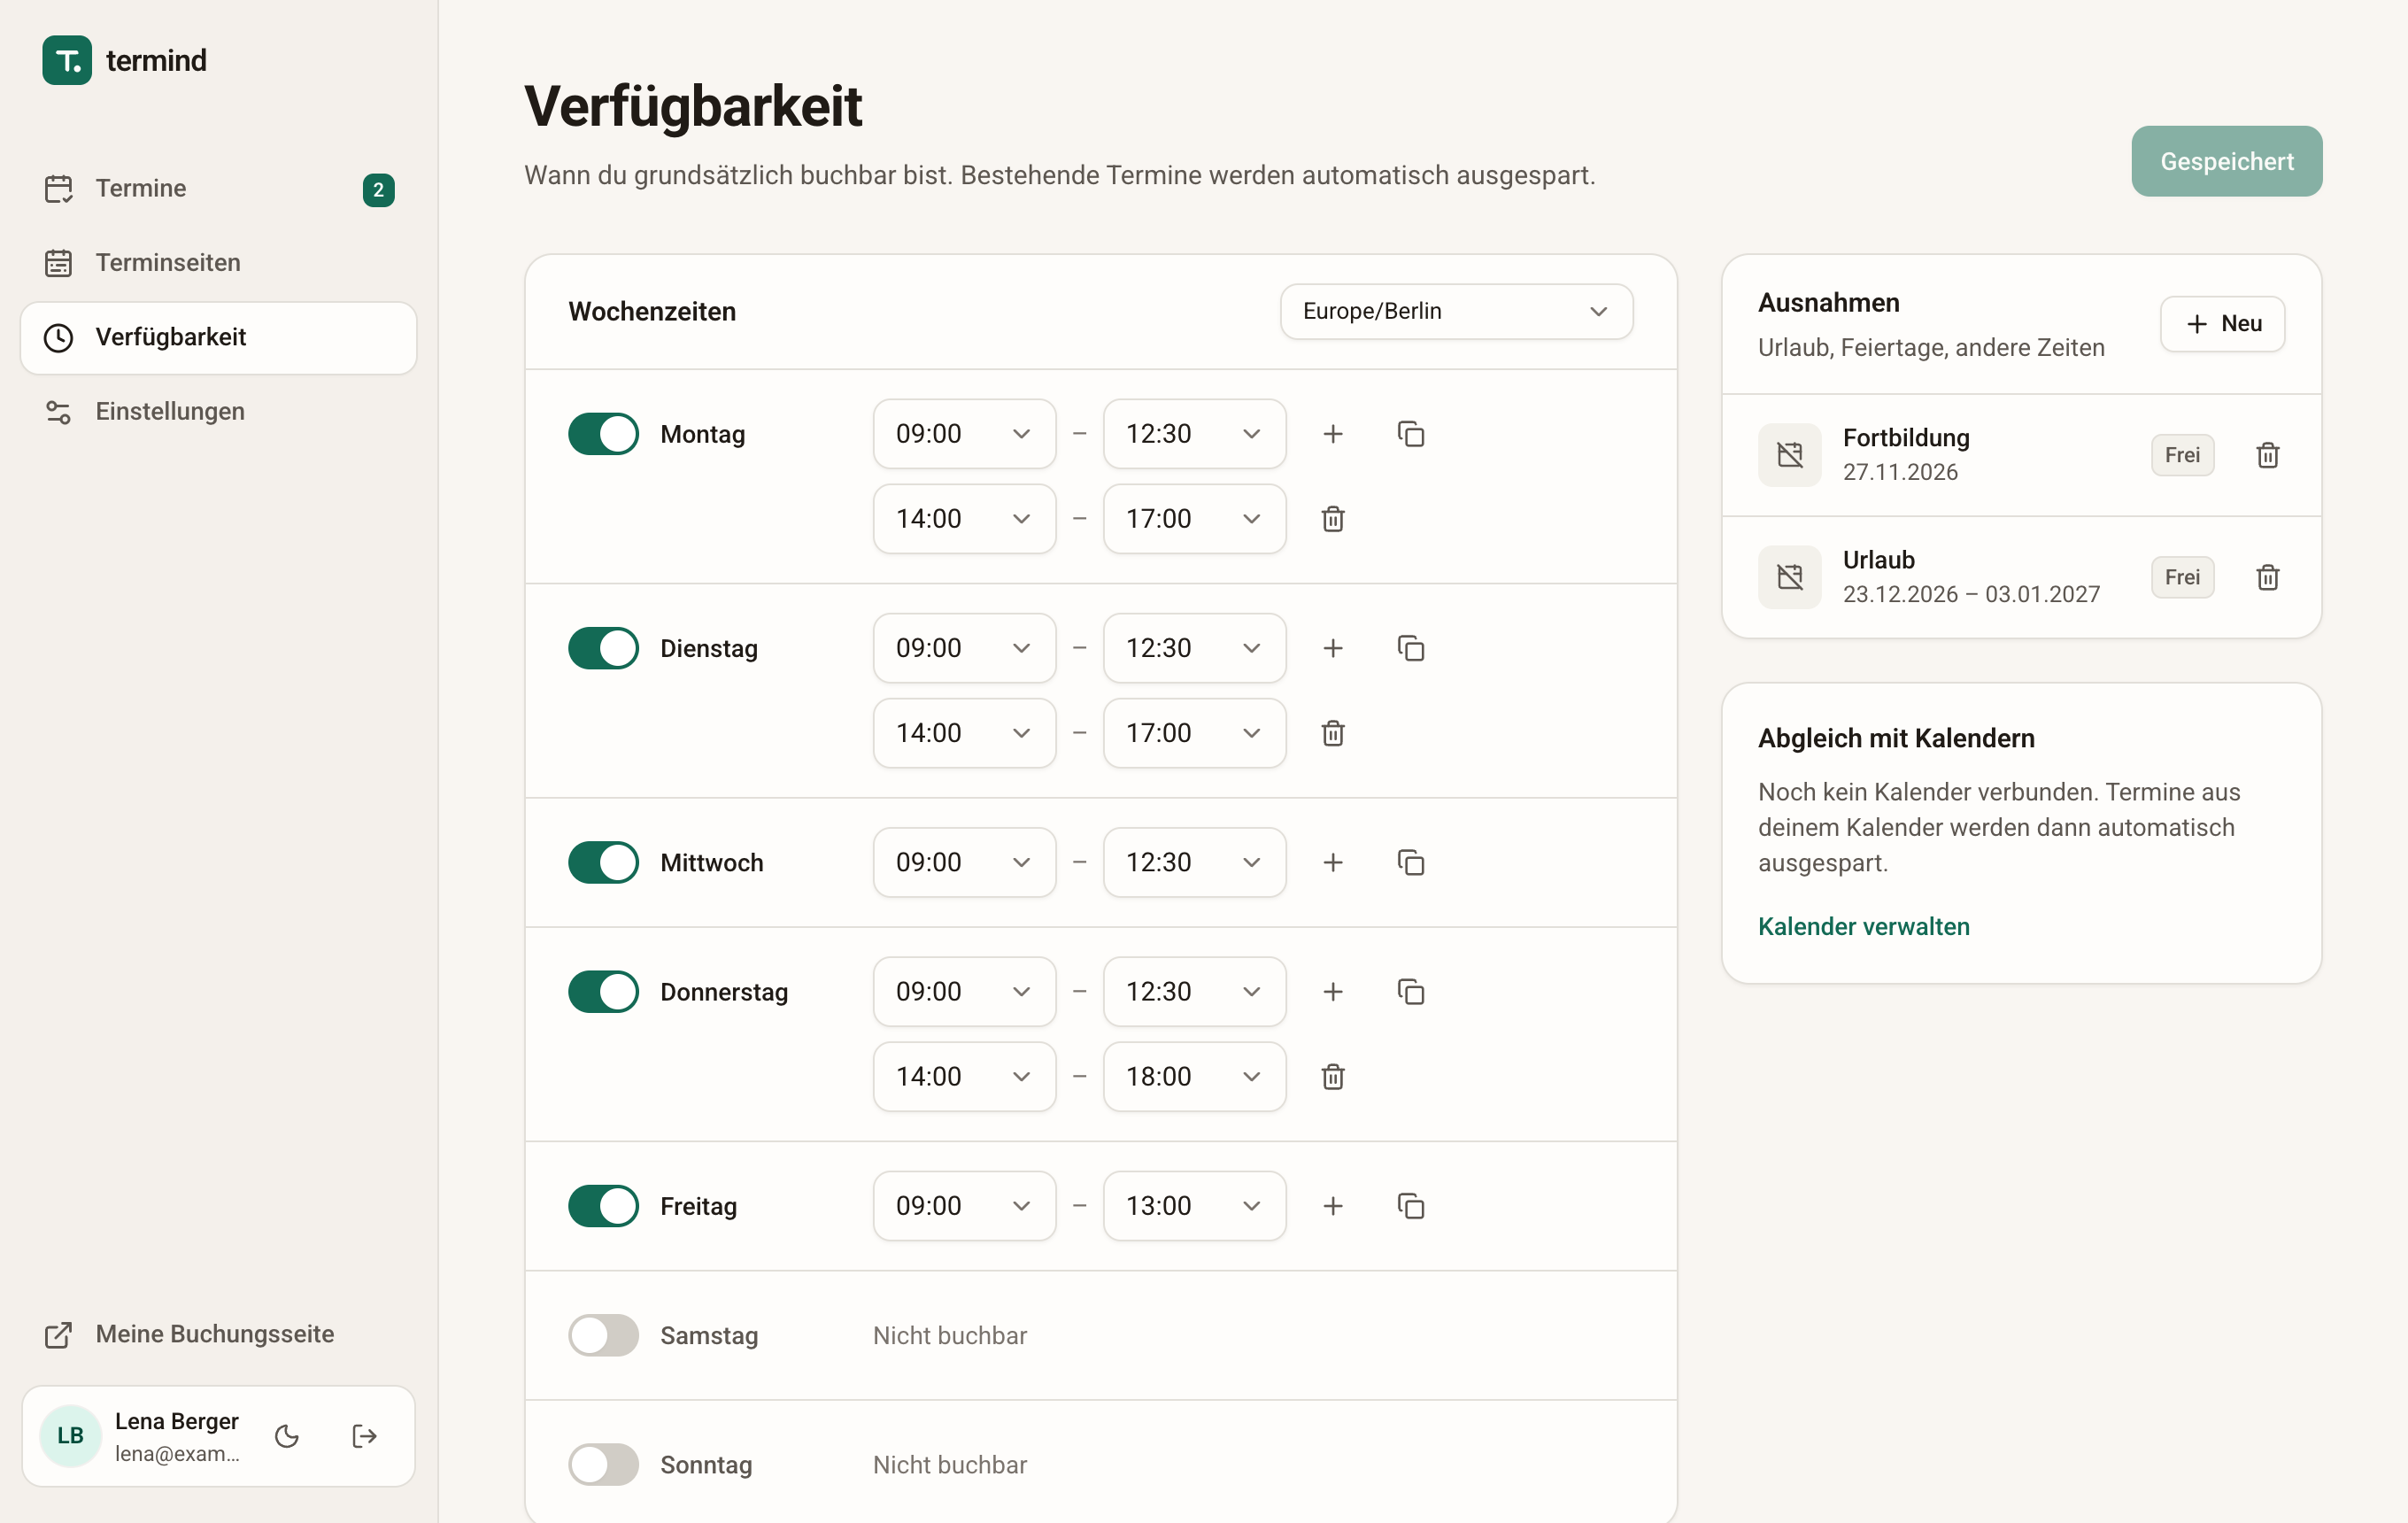 T.
termind
Termine
2
Terminseiten
Verfügbarkeit
Einstellungen
Meine Buchungsseite
LB
Lena Berger
lena@exam…
Verfügbarkeit
Wann du grundsätzlich buchbar bist. Bestehende Termine werden automatisch ausgespart.
Gespeichert
Wochenzeiten
Europe/Berlin
Montag
09:00 – 12:30
14:00 – 17:00
Dienstag
09:00 – 12:30
14:00 – 17:00
Mittwoch
09:00 – 12:30
Donnerstag
09:00 – 12:30
14:00 – 18:00
Freitag
09:00 – 13:00
Samstag
Nicht buchbar
Sonntag
Nicht buchbar
Ausnahmen
Urlaub, Feiertage, andere Zeiten
Neu
Fortbildung
27.11.2026
Frei
Urlaub
23.12.2026 – 03.01.2027
Frei
Abgleich mit Kalendern
Noch kein Kalender verbunden. Termine aus
deinem Kalender werden dann automatisch
ausgespart.
Kalender verwalten